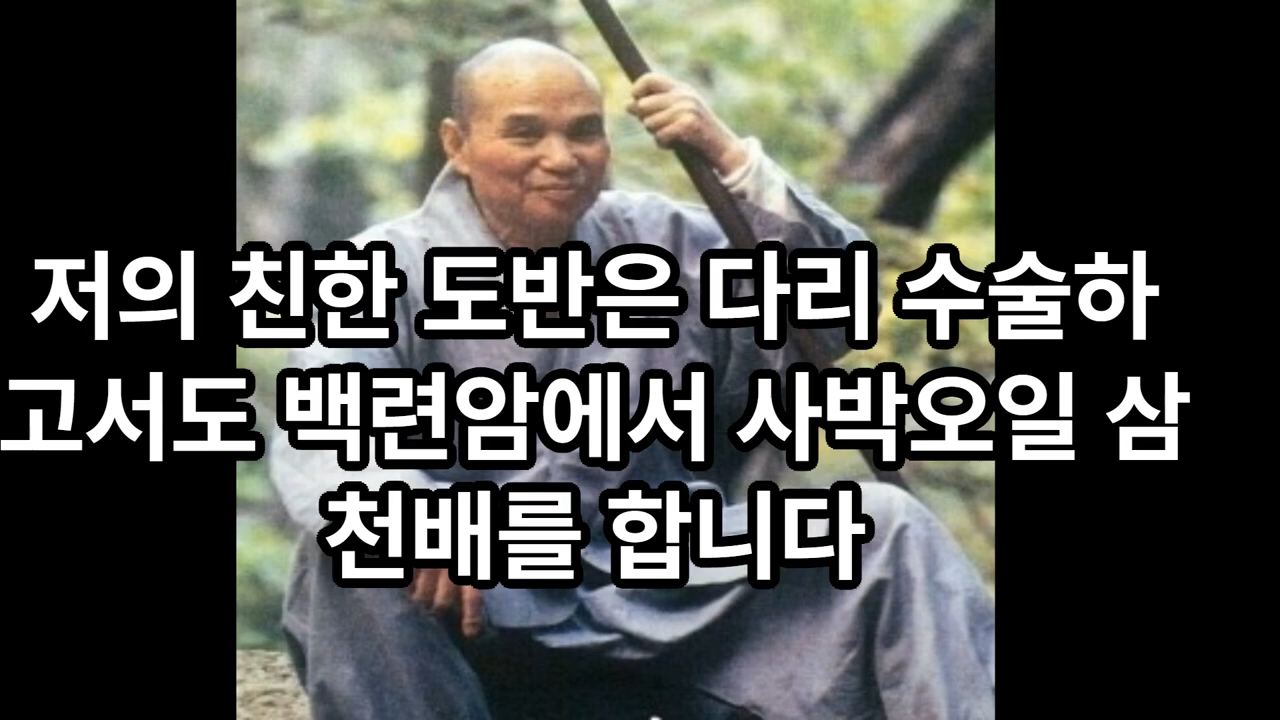 저의 친한 도반은 다리 수술하
고서도 백련암에서 사박오일 삼
천배를 합니다